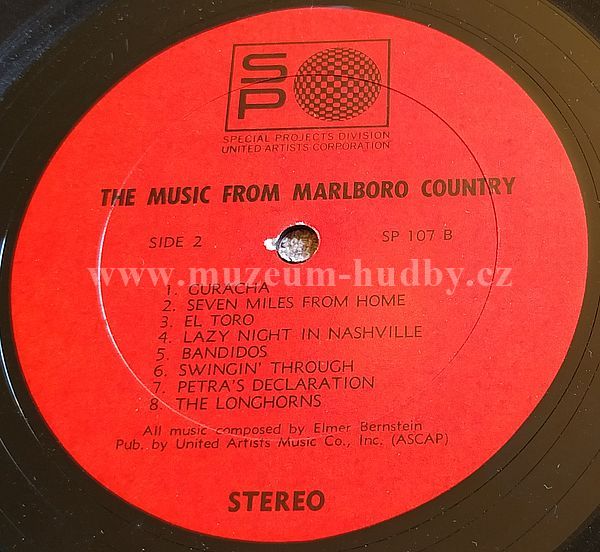 SP
SPECIAL PROJECTS DIVISION
UNITED ARTISTS CORPORATION
THE MUSIC FROM MARLBORO COUNTRY
SIDE 2 SP 107 B
www.muzeum-hudby.cz
1. GURACHA
2. SEVEN MILES FROM HOME
3. EL TORO
4. LAZY NIGHT IN NASHVILLE
5. BANDIDOS
6. SWINGIN' THROUGH
7. PETRA'S DECLARATION
8. THE LONGHORNS
All music composed by Elmer Bernstein
Pub. by United Artists Music Co., Inc. (ASCAP)
STEREO